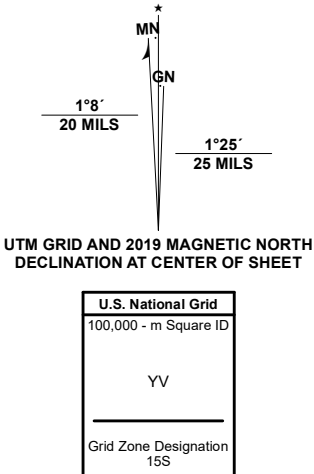 ★
MN
GN
1°8´
20 MILS
1°25´
25 MILS
UTM GRID AND 2019 MAGNETIC NORTH
DECLINATION AT CENTER OF SHEET
U.S. National Grid
100,000 - m Square ID
YV
Grid Zone Designation
15S